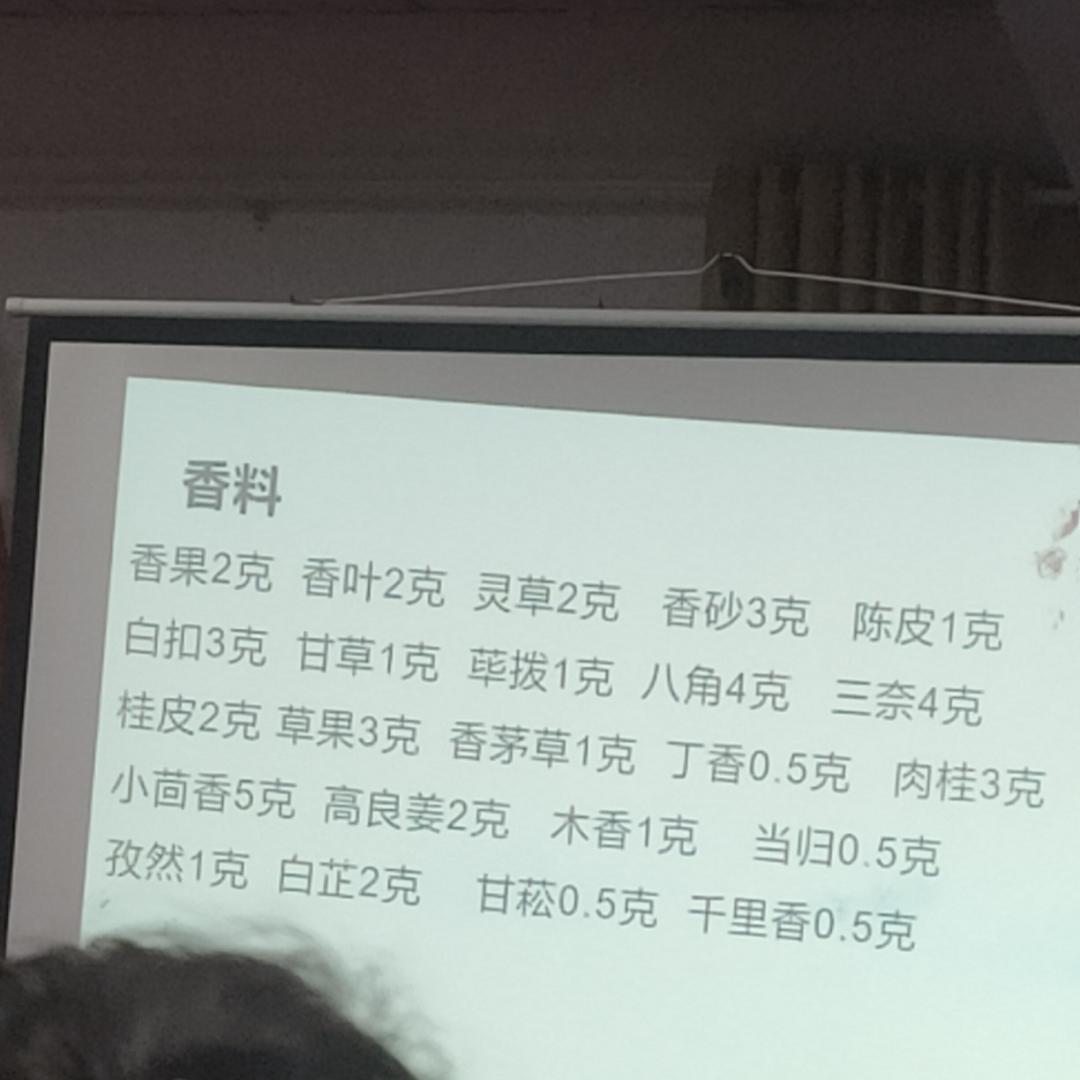 香料
香果2克 香叶2克 灵草2克 香砂3克 陈皮1克
白扣3克 甘草1克 荜拨1克 八角4克 三奈4克
桂皮2克 草果3克 香茅草1克 丁香0.5克 肉桂3克
小茴香5克 高良姜2克 木香1克 当归0.5克
孜然1克 白芷2克 甘菘0.5克 千里香0.5克